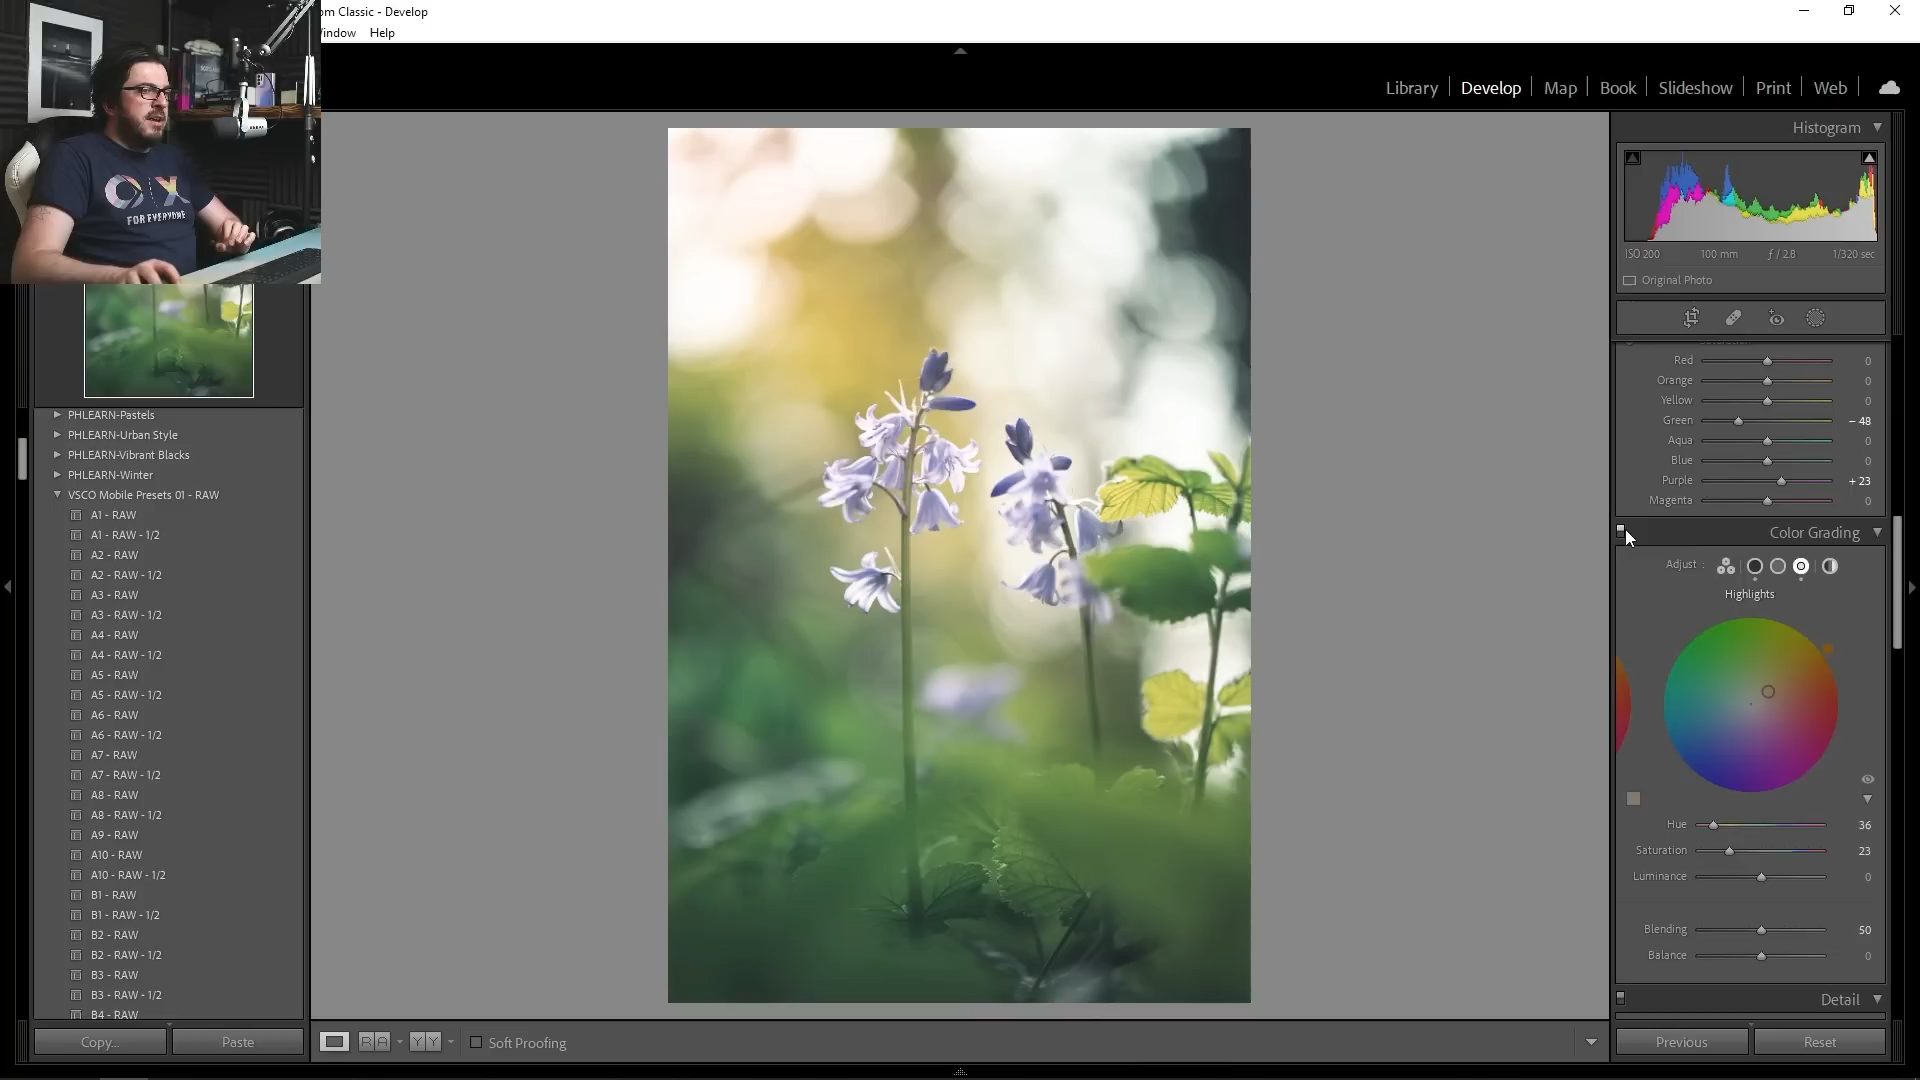 om Classic - Develop
Window Help
FOR EVERYONE
Library Develop Map Book Slideshow Print Web
Histogram
ISO 200 100 mm ƒ / 2.8 1/320 sec
Original Photo
Red 0
Orange 0
Yellow 0
Green - 48
Aqua 0
Blue 0
Purple + 23
Magenta 0
Color Grading
Adjust :
Highlights
Hue 36
Saturation 23
Luminance 0
Blending 50
Balance 0
Detail
Previous Reset
PHLEARN-Pastels
PHLEARN-Urban Style
PHLEARN-Vibrant Blacks
PHLEARN-Winter
VSCO Mobile Presets 01 - RAW
A1 - RAW
A1 - RAW - 1/2
A2 - RAW
A2 - RAW - 1/2
A3 - RAW
A3 - RAW - 1/2
A4 - RAW
A4 - RAW - 1/2
A5 - RAW
A5 - RAW - 1/2
A6 - RAW
A6 - RAW - 1/2
A7 - RAW
A7 - RAW - 1/2
A8 - RAW
A8 - RAW - 1/2
A9 - RAW
A10 - RAW
A10 - RAW - 1/2
B1 - RAW
B1 - RAW - 1/2
B2 - RAW
B2 - RAW - 1/2
B3 - RAW
B3 - RAW - 1/2
B4 - RAW
Copy... Paste
R A Y Y Soft Proofing